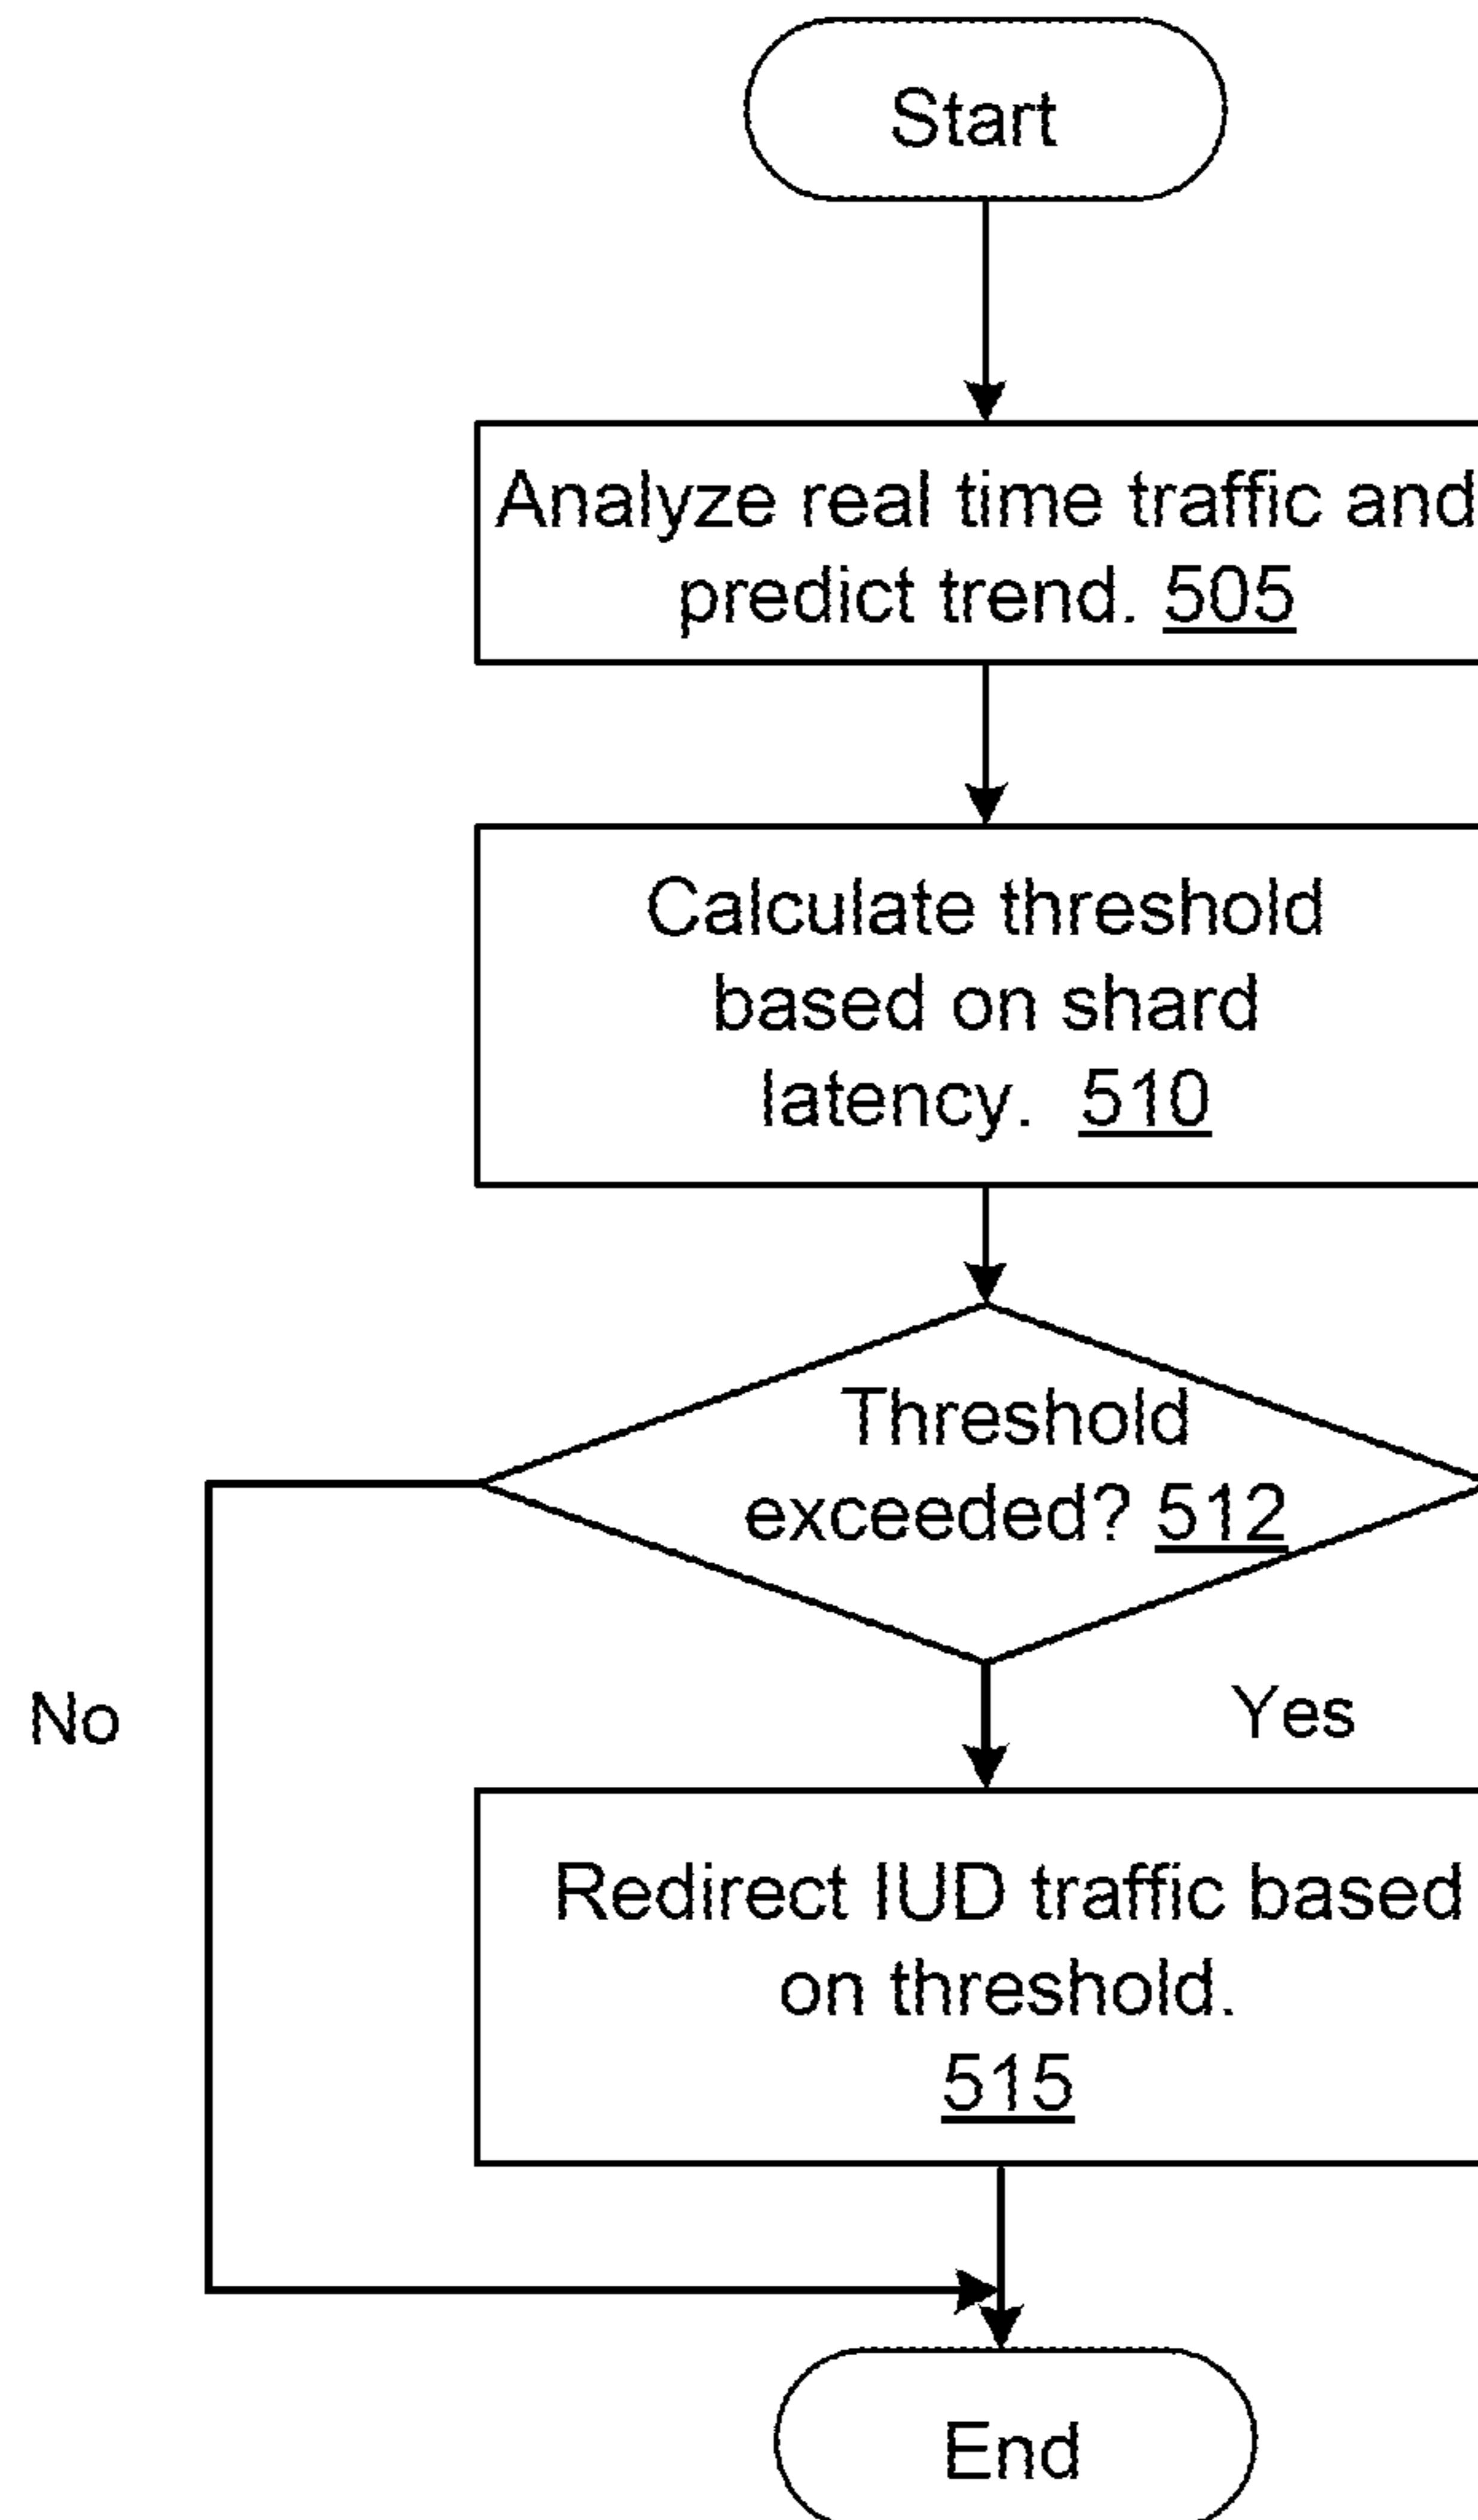 Start
Analyze real time traffic and
predict trend. 505
Calculate threshold
based on shard
latency. 510
Threshold
exceeded? 512
No
Yes
Redirect IUD traffic based
on threshold.
515
End